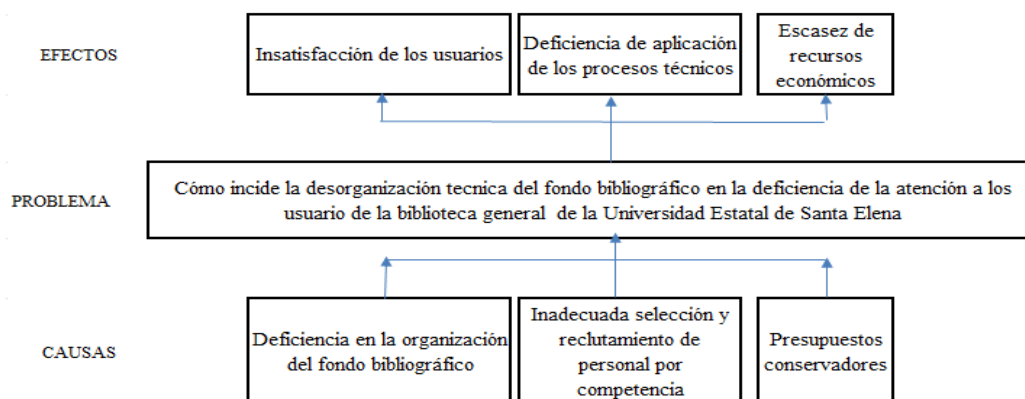 EFECTOS
Insatisfacción de los usuarios
Deficiencia de aplicación
de los procesos técnicos
Escasez de
recursos
económicos
PROBLEMA
Cómo incide la desorganización tecnica del fondo bibliográfico en la deficiencia de la atención a los
usuario de la biblioteca general de la Universidad Estatal de Santa Elena
CAUSAS
Deficiencia en la organización
del fondo bibliográfico
Inadecuada selección y
reclutamiento de
personal por
competencia
Presupuestos
conservadores